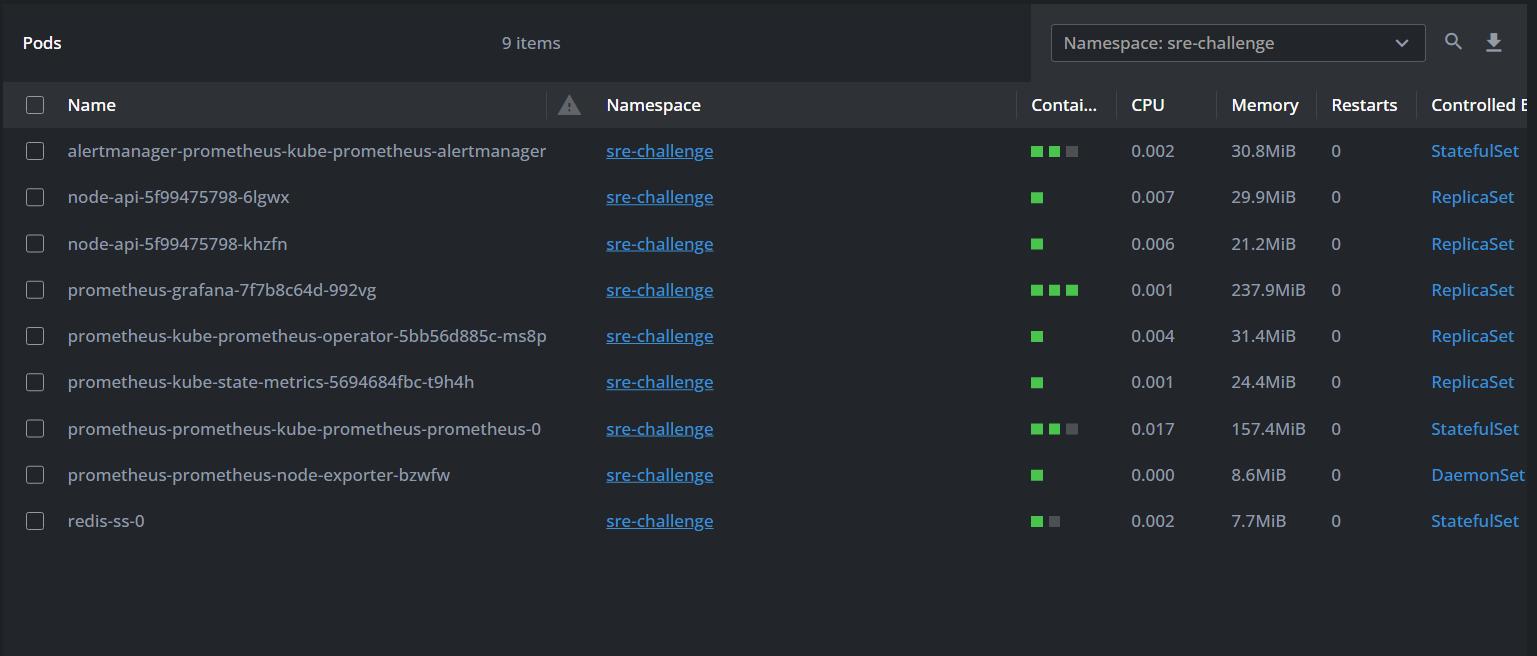 Pods 9 items Namespace: sre-challenge
Name Namespace Contai... CPU Memory Restarts Controlled
alertmanager-prometheus-kube-prometheus-alertmanager sre-challenge 0.002 30.8MiB 0 StatefulSet
node-api-5f99475798-6lgwx sre-challenge 0.007 29.9MiB 0 ReplicaSet
node-api-5f99475798-khzfn sre-challenge 0.006 21.2MiB 0 ReplicaSet
prometheus-grafana-7f7b8c64d-992vg sre-challenge 0.001 237.9MiB 0 ReplicaSet
prometheus-kube-prometheus-operator-5bb56d885c-ms8p sre-challenge 0.004 31.4MiB 0 ReplicaSet
prometheus-kube-state-metrics-5694684fbc-t9h4h sre-challenge 0.001 24.4MiB 0 ReplicaSet
prometheus-prometheus-kube-prometheus-prometheus-0 sre-challenge 0.017 157.4MiB 0 StatefulSet
prometheus-prometheus-node-exporter-bzwfw sre-challenge 0.000 8.6MiB 0 DaemonSet
redis-ss-0 sre-challenge 0.002 7.7MiB 0 StatefulSet